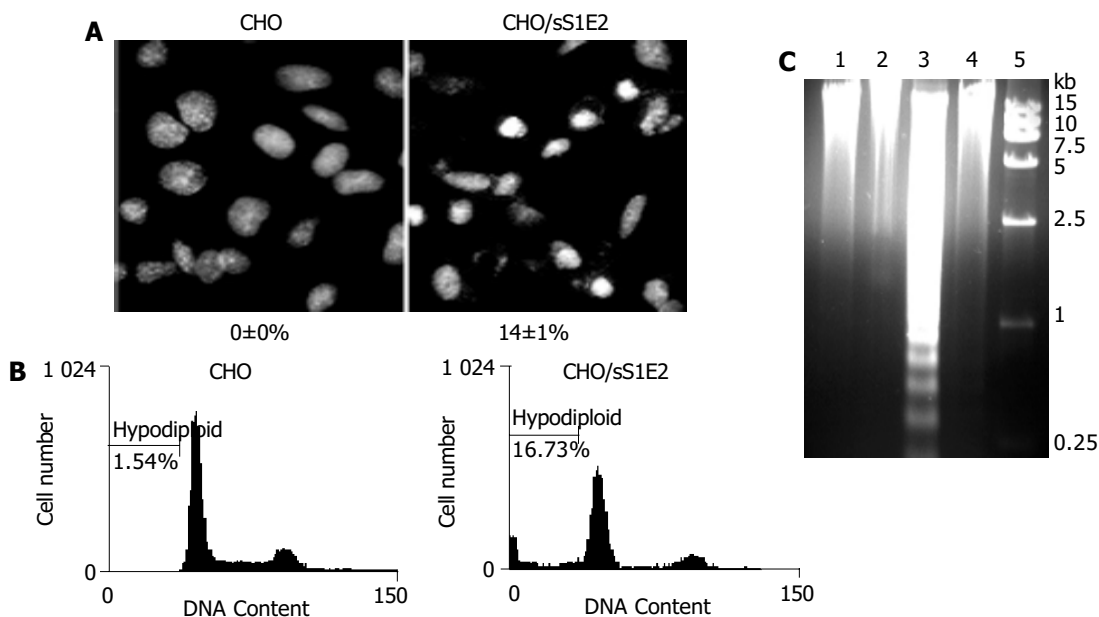 A
CHO
CHO/sS1E2
0±0%
14±1%
B
CHO
1 024
Hypodiploid
1.54%
Cell number
0
0
150
DNA Content
CHO/sS1E2
1 024
Hypodiploid
16.73%
Cell number
0
0
150
DNA Content
C
1 2 3 4 5
kb
15
10
7.5
5
2.5
1
0.25